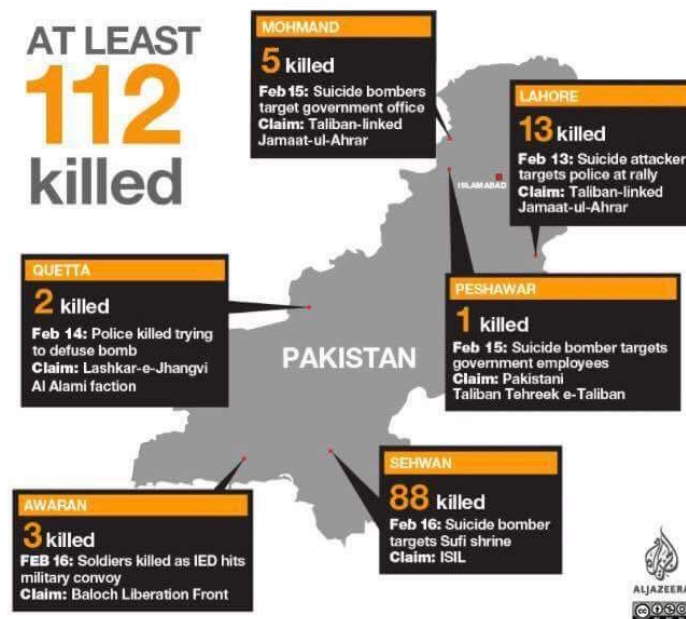 AT LEAST
112
killed
MOHMAND
5 killed
Feb 15: Suicide bombers
target government office
Claim: Taliban-linked
Jamaat-ul-Ahrar
LAHORE
13 killed
Feb 13: Suicide attacker
targets police at rally
Claim: Taliban-linked
Jamaat-ul-Ahrar
ISLAMABAD
QUETTA
2 killed
Feb 14: Police killed trying
to defuse bomb
Claim: Lashkar-e-Jhangvi
Al Alami faction
PESHAWAR
1 killed
Feb 15: Suicide bomber targets
government employees
Claim: Pakistani
Taliban Tehreek e-Taliban
PAKISTAN
AWARAN
3 killed
FEB 16: Soldiers killed as IED hits
military convoy
Claim: Baloch Liberation Front
SEHWAN
88 killed
Feb 16: Suicide bomber
targets Sufi shrine
Claim: ISIL
ALJAZEERA